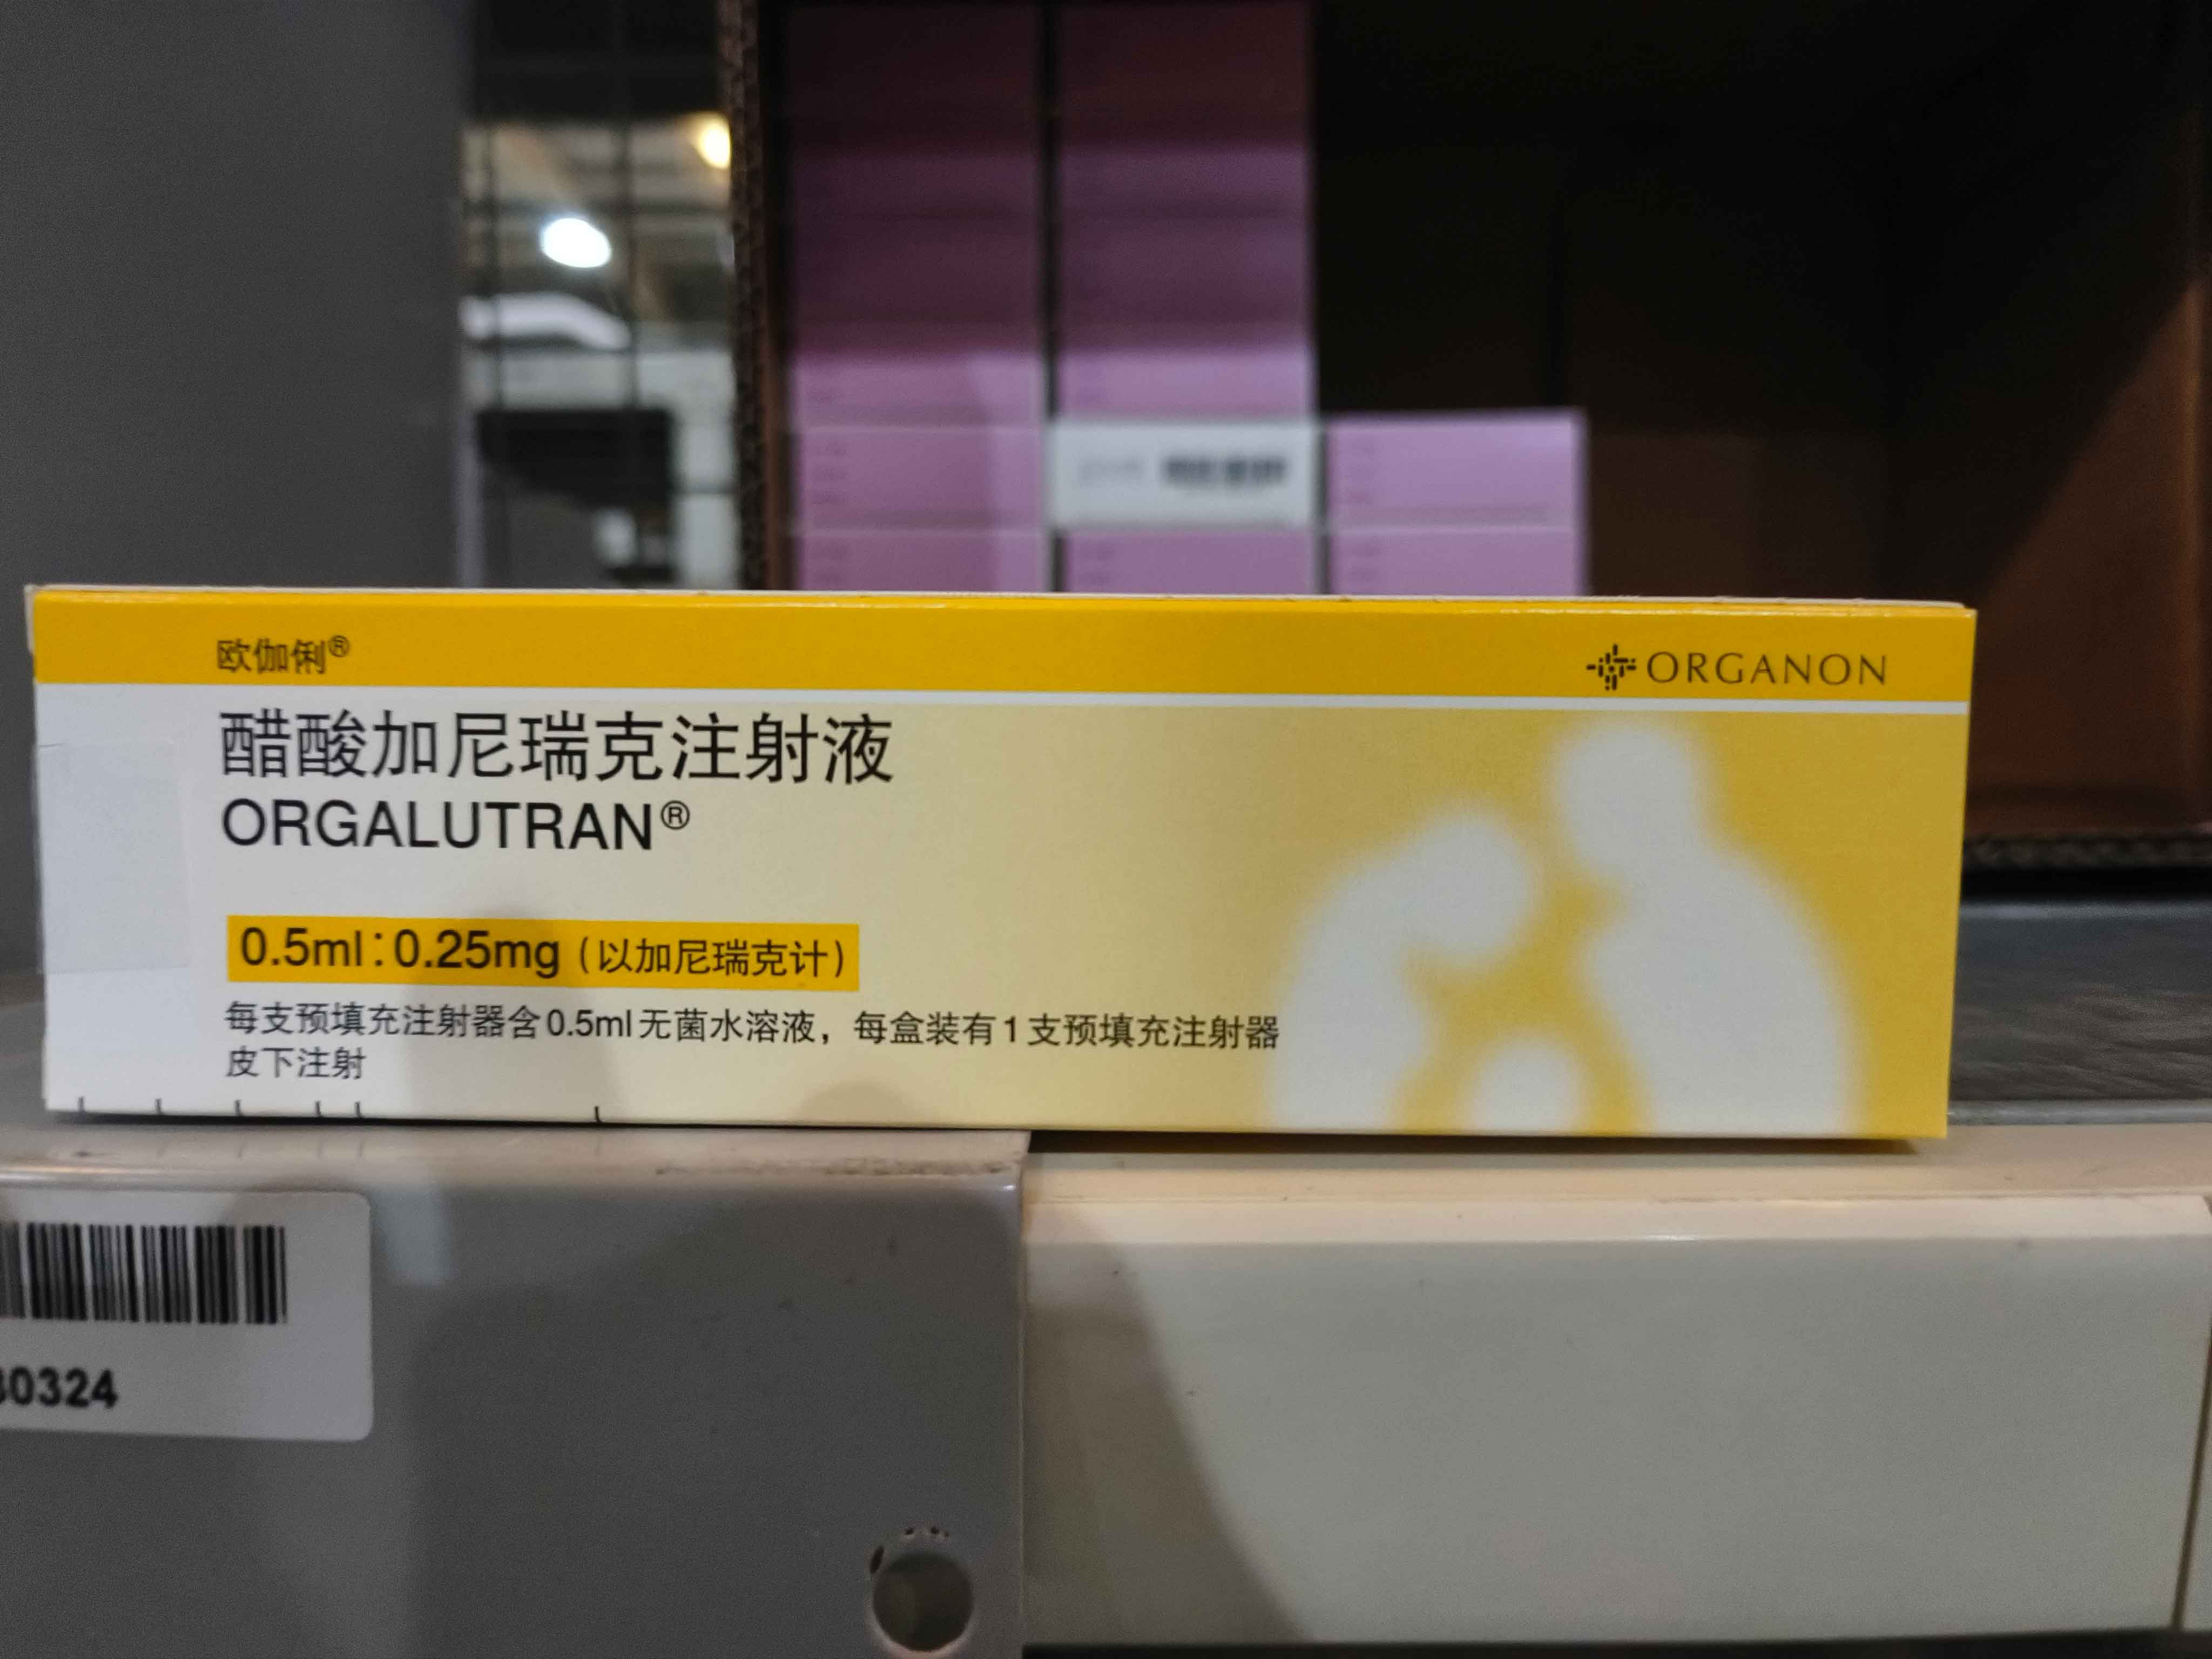 欧伽俐®
ORGANON
醋酸加尼瑞克注射液
ORGALUTRAN®
0.5ml:0.25mg（以加尼瑞克计）
每支预填充注射器含0.5ml无菌水溶液，每盒装有1支预填充注射器
皮下注射
0324